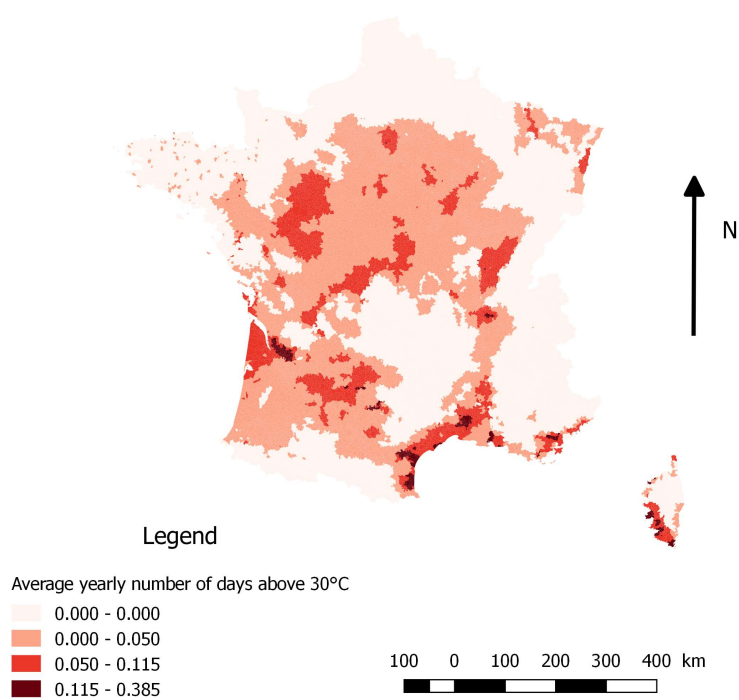 N
Legend
Average yearly number of days above 30°C
0.000 - 0.000
0.000 - 0.050
0.050 - 0.115
0.115 - 0.385
100 0 100 200 300 400 km